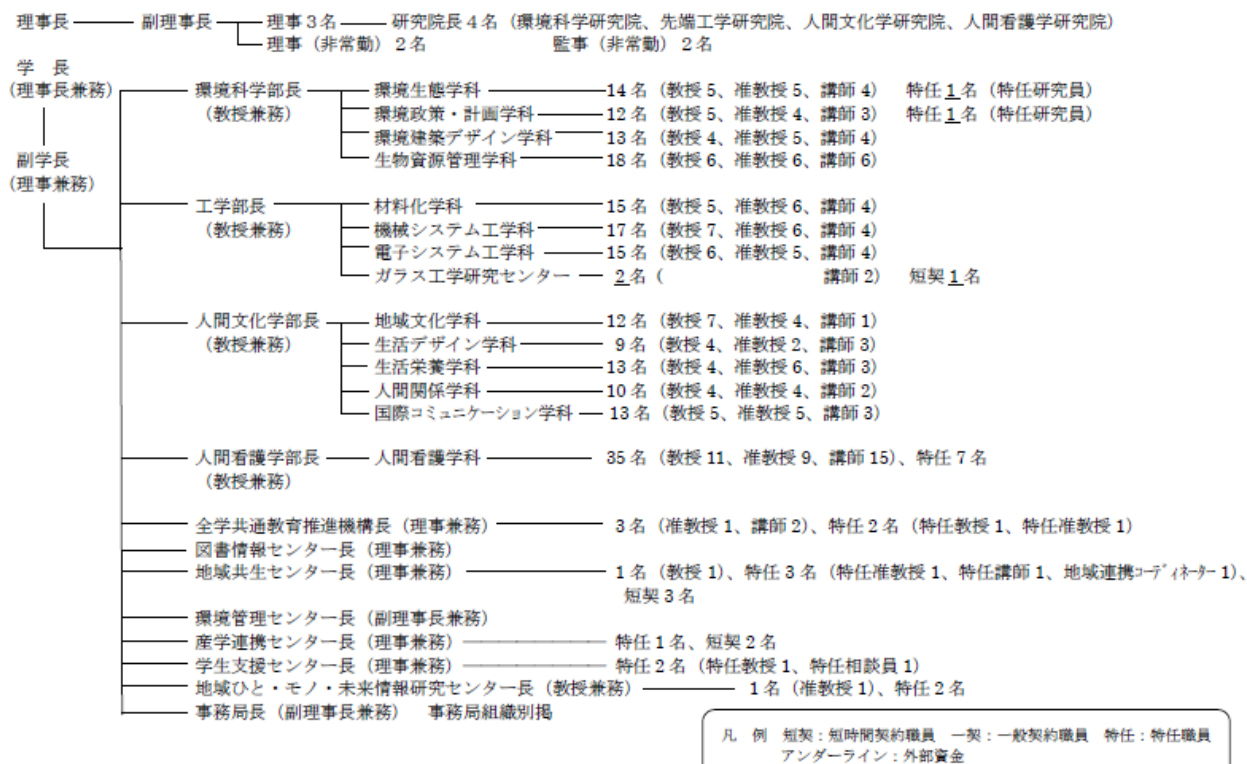 理事長 副理事長 理事3名 研究院長4名（環境科学研究院、先端工学研究院、人間文化学研究院、人間看護学研究院）
理事（非常勤）2名 監事（非常勤）2名
学 長
（理事長兼務）
副学長
（理事兼務）
環境科学部長 環境生態学科 14名（教授5、准教授5、講師4） 特任1名（特任研究員）
（教授兼務） 環境政策・計画学科 12名（教授5、准教授4、講師3） 特任1名（特任研究員）
環境建築デザイン学科 13名（教授4、准教授5、講師4）
生物資源管理学科 18名（教授6、准教授6、講師6）
工学部長 材料化学科 15名（教授5、准教授6、講師4）
（教授兼務） 機械システム工学科 17名（教授7、准教授6、講師4）
電子システム工学科 15名（教授6、准教授5、講師4）
ガラス工学研究センター 2名（ 講師2） 短契1名
人間文化学部長 地域文化学科 12名（教授7、准教授4、講師1）
（教授兼務） 生活デザイン学科 9名（教授4、准教授2、講師3）
生活栄養学科 13名（教授4、准教授6、講師3）
人間関係学科 10名（教授4、准教授4、講師2）
国際コミュニケーション学科 13名（教授5、准教授5、講師3）
人間看護学部長 人間看護学科 35名（教授11、准教授9、講師15）、特任7名
（教授兼務）
全学共通教育推進機構長（理事兼務） 3名（准教授1、講師2）、特任2名（特任教授1、特任准教授1）
図書情報センター長（理事兼務）
地域共生センター長（理事兼務） 1名（教授1）、特任3名（特任准教授1、特任講師1、地域連携コーディネーター1）、
短契3名
環境管理センター長（副理事長兼務）
産学連携センター長（理事兼務） 特任1名、短契2名
学生支援センター長（理事兼務） 特任2名（特任教授1、特任相談員1）
地域ひと・モノ・未来情報研究センター長（教授兼務） 1名（准教授1）、特任2名
事務局長（副理事長兼務） 事務局組織別掲
凡 例 短契：短時間契約職員 一契：一般契約職員 特任：特任職員
アンダーライン：外部資金